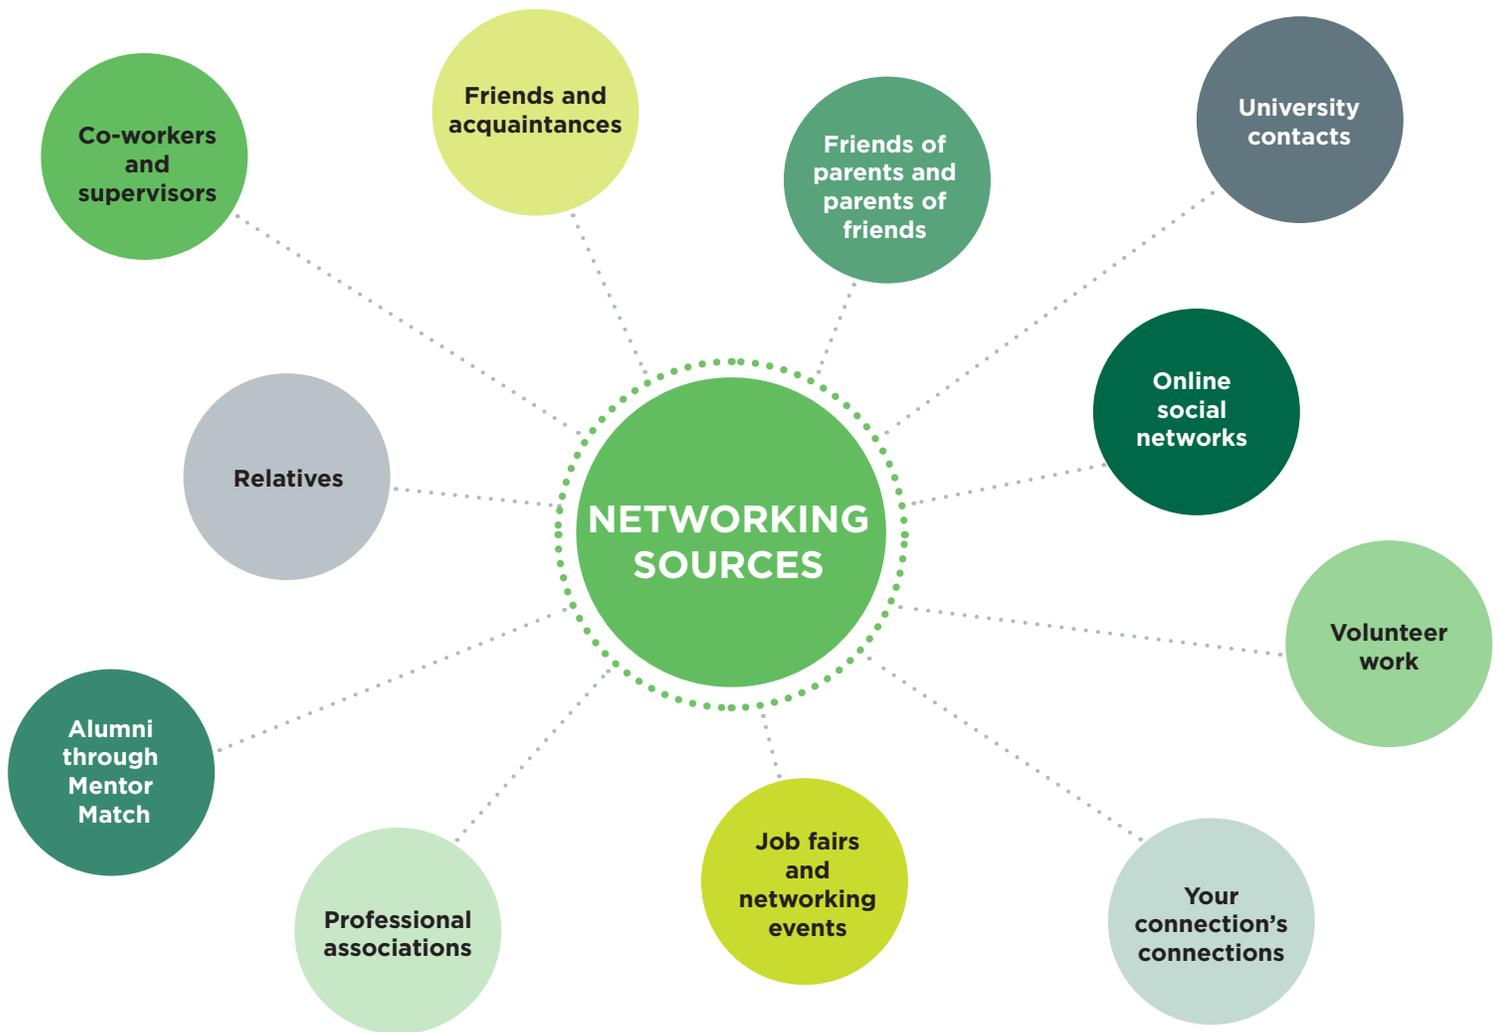 Co-workers
and
supervisors
Friends and
acquaintances
Friends of
parents and
parents of
friends
University
contacts
Relatives
NETWORKING
SOURCES
Online
social
networks
Volunteer
work
Alumni
through
Mentor
Match
Professional
associations
Job fairs
and
networking
events
Your
connection’s
connections